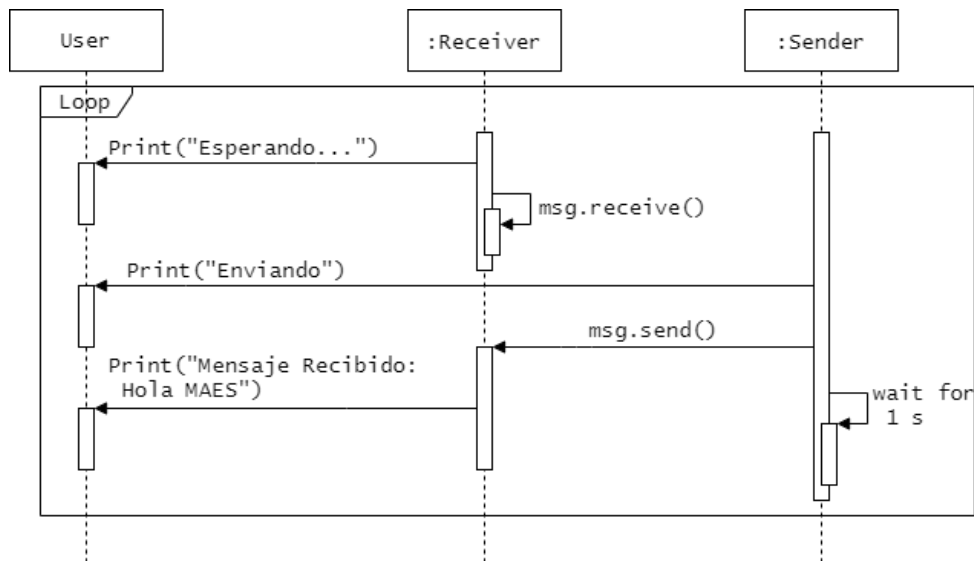 User
:Receiver
:Sender
Loop
Print("Esperando...")
msg.receive()
Print("Enviando")
msg.send()
Print("Mensaje Recibido:
Hola MAES")
wait for
1 s